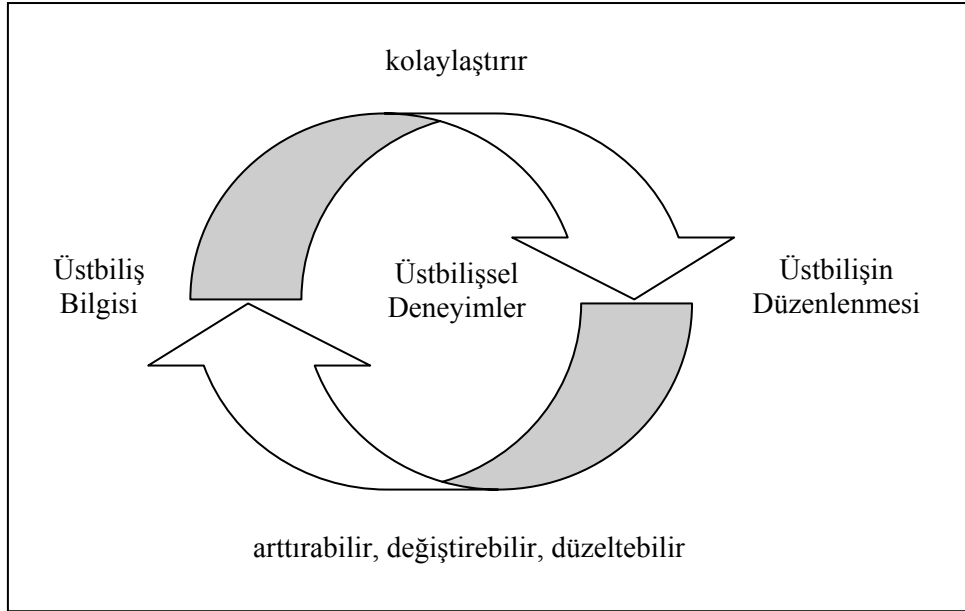 kolaylaştırır
Üstbiliş
Bilgisi
Üstbilişsel
Deneyimler
Üstbilişin
Düzenlenmesi
arttırabilir, değiştirebilir, düzeltebilir